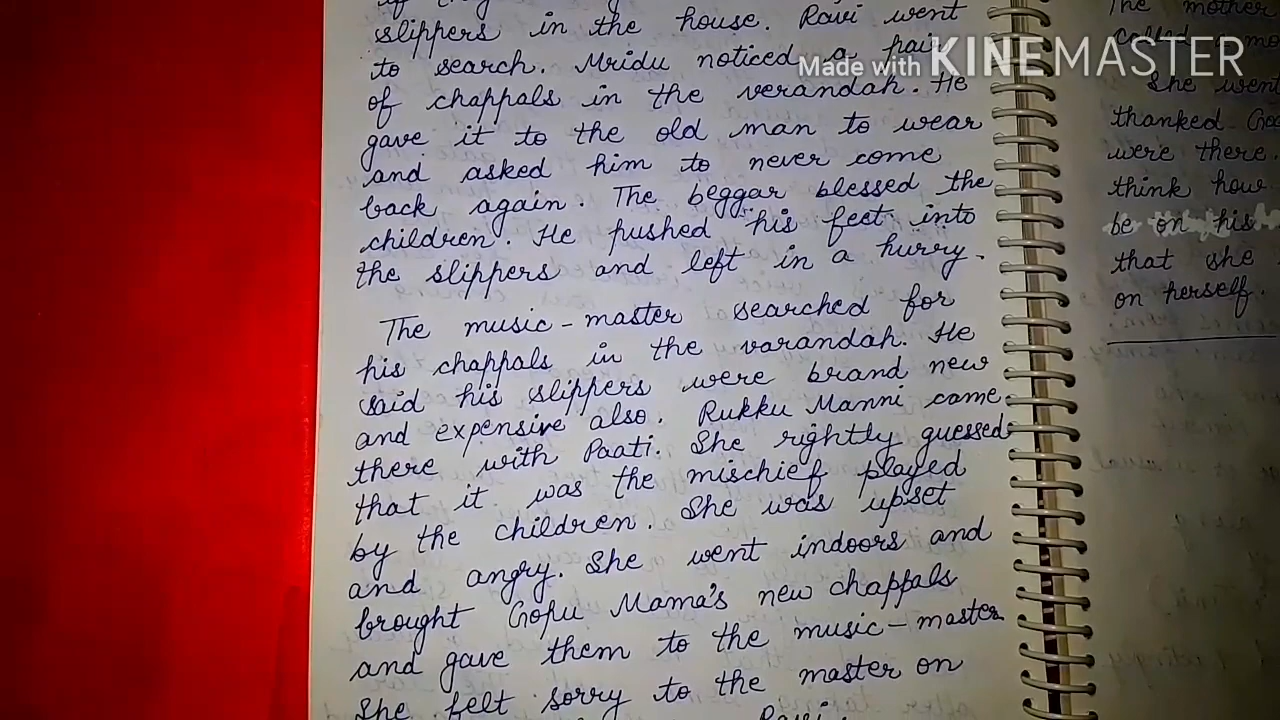 slippers in the house. Ravi went
to search. Mridu noticed a pair
of chappals in the verandah. He
gave it to the old man to wear
and asked him to never come
back again. The beggar blessed the
children. He pushed his feet into
the slippers and left in a hurry.
The music-master searched for
his chappals in the varandah. He
said his slippers were brand new
and expensive also. Rukku Manni came
there with Paati. She rightly guessed
that it was the mischief played
by the children. She was upset
and angry. She went indoors and
brought Gopu Mama's new chappals
and gave them to the music-master
She felt sorry to the master on
Ravi.
Made with KINEMASTER
The mother
called
She went
thanked
were there.
think how
be on his
that she
on herself.